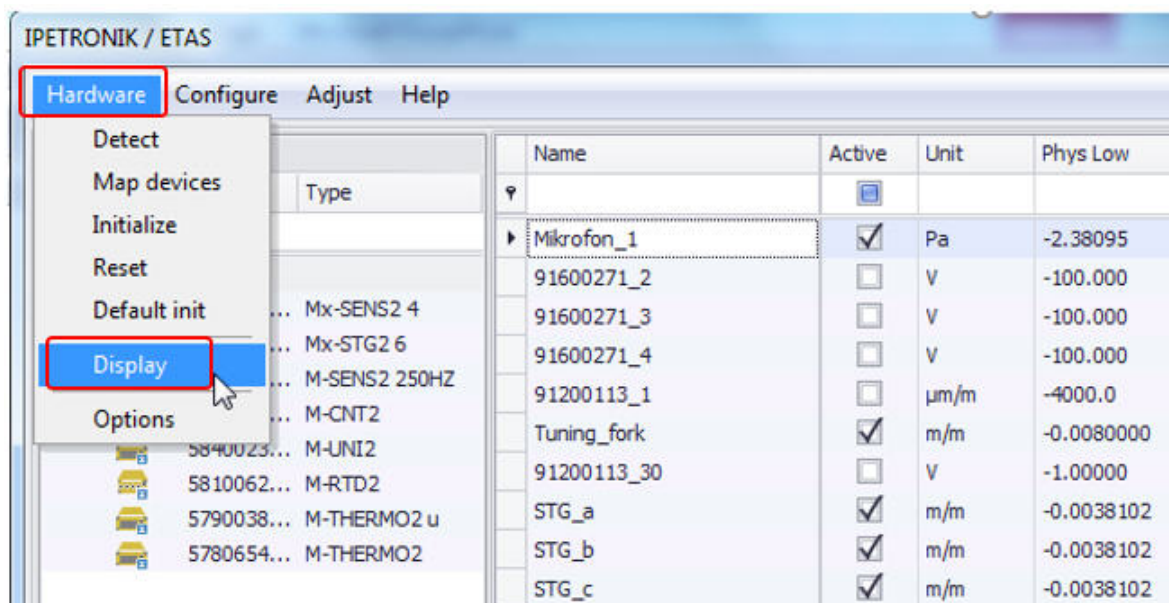 IPETRONIK / ETAS
Hardware Configure Adjust Help
Detect
Map devices
Initialize
Reset
Default init
Display
Options
Type
... Mx-SENS2 4
... Mx-STG2 6
... M-SENS2 250HZ
... M-CNT2
5840023... M-UNI2
5810062... M-RTD2
5790038... M-THERMO2 u
5780654... M-THERMO2
Name Active Unit Phys Low
Mikrofon_1 Pa -2.38095
91600271_2 V -100.000
91600271_3 V -100.000
91600271_4 V -100.000
91200113_1 µm/m -4000.0
Tuning_fork m/m -0.0080000
91200113_30 V -1.00000
STG_a m/m -0.0038102
STG_b m/m -0.0038102
STG_c m/m -0.0038102